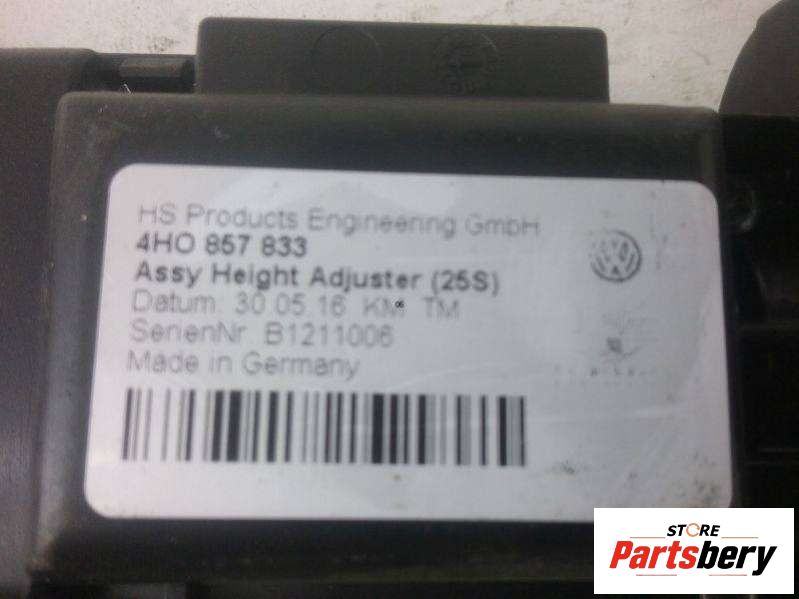 HS Products Engineering GmbH
4HO 857 833
Assy Height Adjuster (25S)
Datum. 30 05 16 KM TM
SerienNr B1211006
Made in Germany
STORE
Partsbery